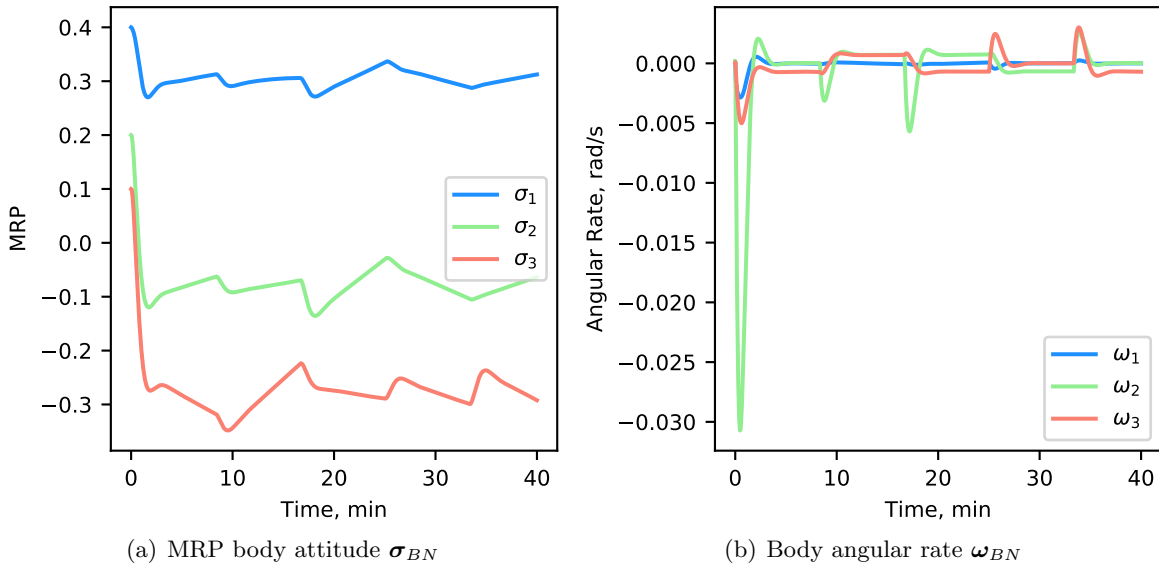 0.4
0.3
0.2
0.1
0.0
−0.1
−0.2
−0.3
MRP
σ1
σ2
σ3
0 10 20 30 40
Time, min
(a) MRP body attitude σBN
0.000
−0.005
−0.010
−0.015
−0.020
−0.025
−0.030
Angular Rate, rad/s
ω1
ω2
ω3
0 10 20 30 40
Time, min
(b) Body angular rate ωBN